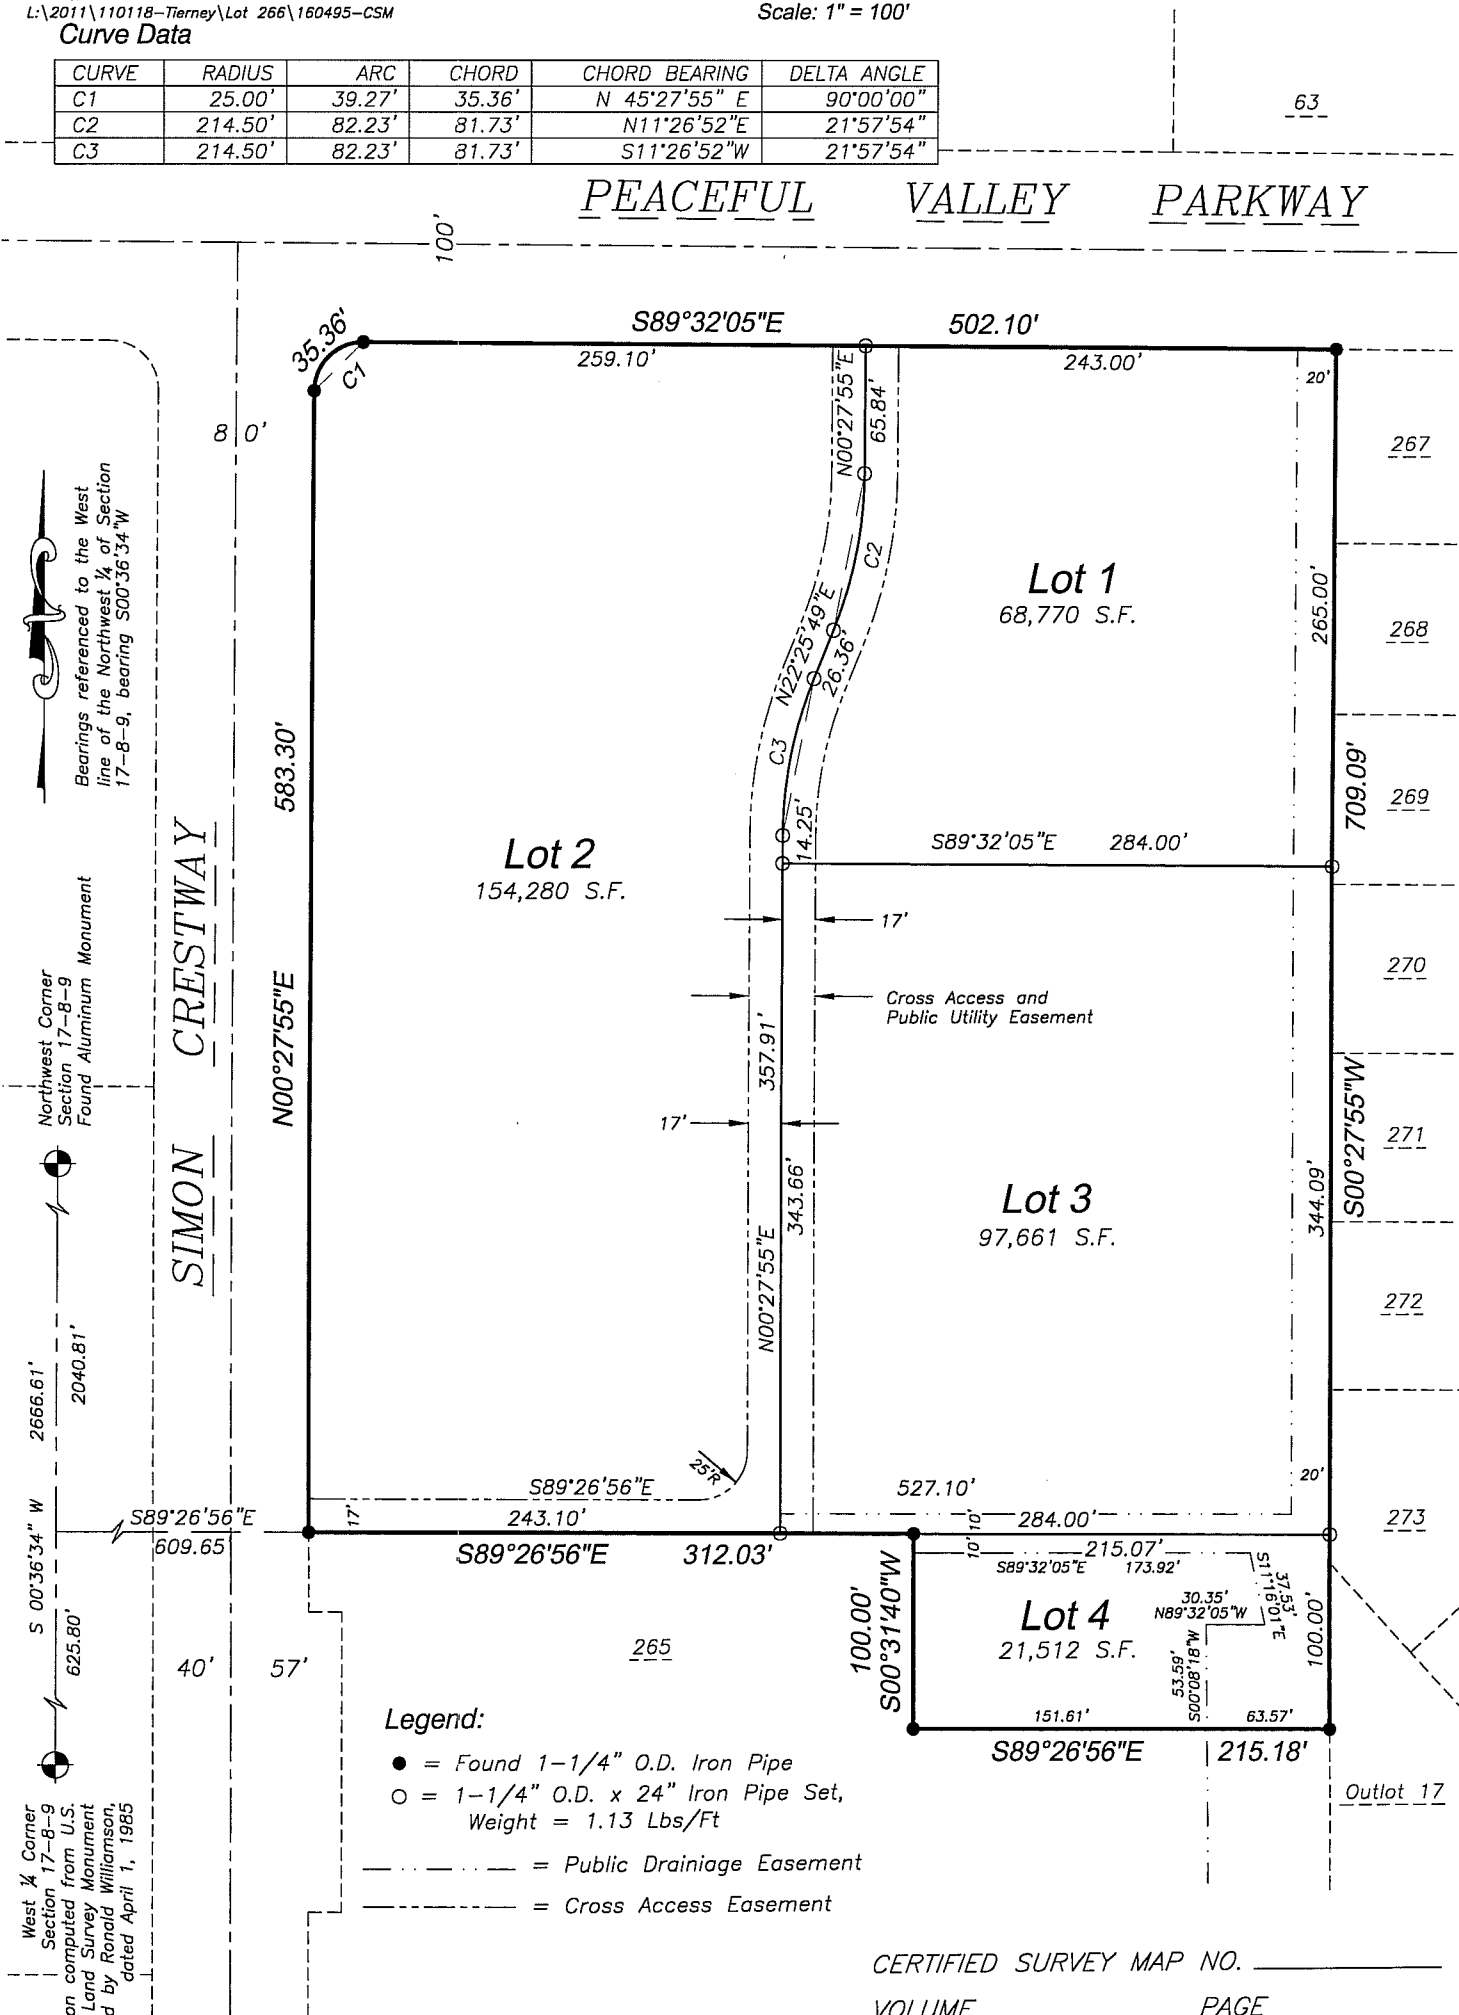 L:\2011\110118-Tierney\Lot 266\160495-CSM
Scale: 1" = 100'
Curve Data
CURVE RADIUS ARC CHORD CHORD BEARING DELTA ANGLE
C1 25.00' 39.27' 35.36' N 45°27'55" E 90°00'00"
C2 214.50' 82.23' 81.73' N11°26'52"E 21°57'54"
C3 214.50' 82.23' 81.73' S11°26'52"W 21°57'54"
63
PEACEFUL VALLEY PARKWAY
100'
35.36'
C1
S89°32'05"E 502.10'
259.10'
243.00'
20'
N00°27'55"E
65.84'
80'
267
Bearings referenced to the West
line of the Northwest ¼ of Section
17-8-9, bearing S00°36'34"W
C2
Lot 1
68,770 S.F.
265.00'
268
N22°25'49"E
26.36'
C3
14.25'
583.30'
N00°27'55"E
709.09'
S00°27'55"W
269
S89°32'05"E 284.00'
Lot 2
154,280 S.F.
SIMON CRESTWAY
17'
270
Cross Access and
Public Utility Easement
Northwest Corner
Section 17-8-9
Found Aluminum Monument
357.91'
17'
271
343.66'
N00°27'55"E
Lot 3
97,661 S.F.
344.09'
272
S 00°36'34" W 2666.61'
2040.81'
625.80'
25'R
S89°26'56"E
527.10'
20'
273
S89°26'56"E
609.65'
17'
243.10'
10' 10'
284.00'
S89°26'56"E 312.03'
215.07'
S89°32'05"E 173.92'
S11°16'01"E
37.53'
30.35'
N89°32'05"W
100.00'
S00°31'40"W
Lot 4
21,512 S.F.
53.59'
S00°08'18"W
100.00'
40' 57'
265
151.61' 63.57'
S89°26'56"E 215.18'
Outlot 17
Legend:
● = Found 1-1/4" O.D. Iron Pipe
○ = 1-1/4" O.D. x 24" Iron Pipe Set,
Weight = 1.13 Lbs/Ft
= Public Drainiage Easement
= Cross Access Easement
West ¼ Corner
Section 17-8-9
on computed from U.S.
Land Survey Monument
d by Ronald Williamson,
dated April 1, 1985
CERTIFIED SURVEY MAP NO.
VOLUME PAGE